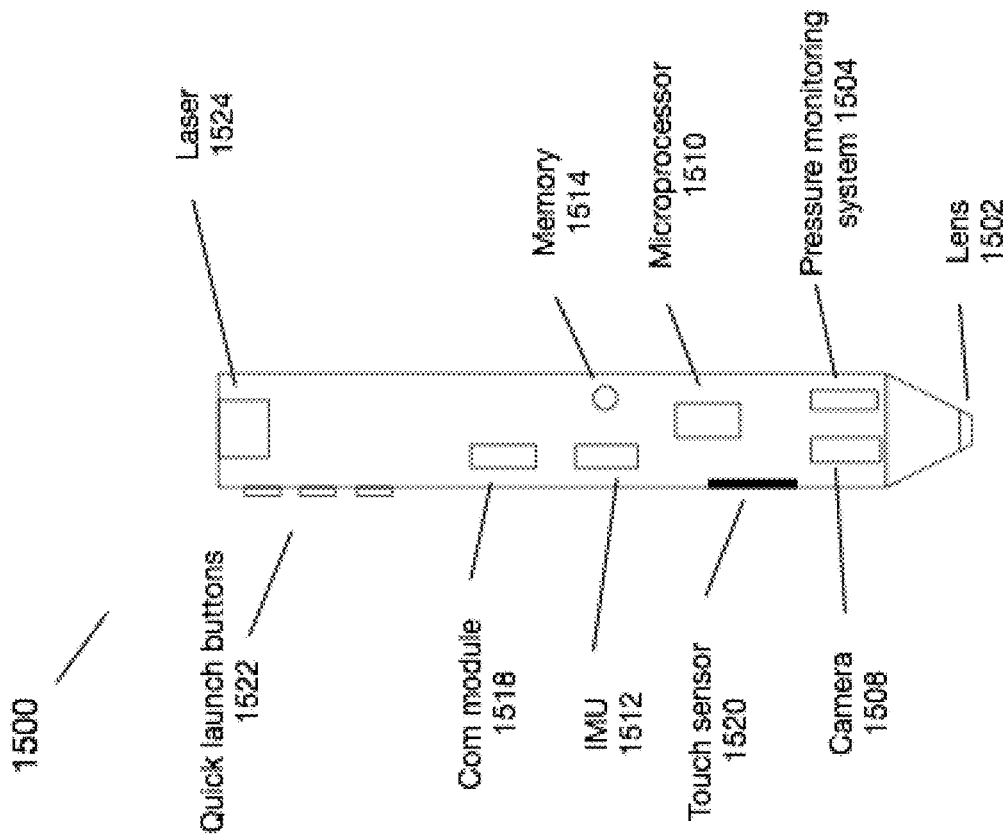 1500
Quick launch buttons
1522
Com module
1518
IMU
1512
Touch sensor
1520
Camera
1508
Laser
1524
Memory
1514
Microprocessor
1510
Pressure monitoring
system 1504
Lens
1502